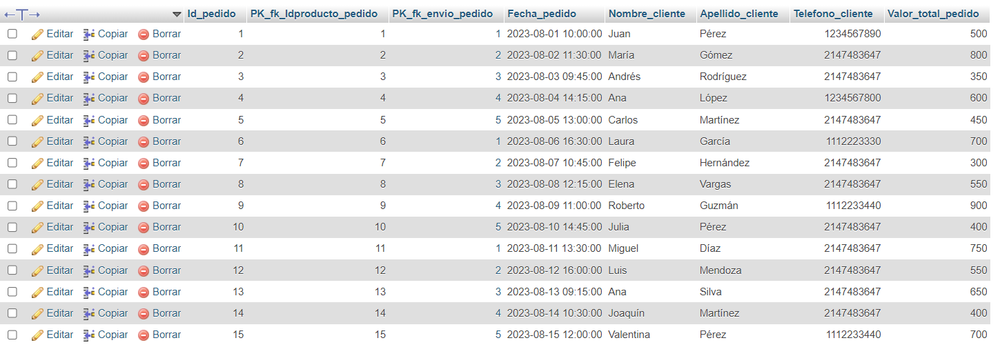 ←T→ Id_pedido PK_fk_Idproducto_pedido PK_fk_envio_pedido Fecha_pedido Nombre_cliente Apellido_cliente Telefono_cliente Valor_total_pedido
Editar Copiar Borrar 1 1 1 2023-08-01 10:00:00 Juan Pérez 1234567890 500
Editar Copiar Borrar 2 2 2 2023-08-02 11:30:00 María Gómez 2147483647 800
Editar Copiar Borrar 3 3 3 2023-08-03 09:45:00 Andrés Rodríguez 2147483647 350
Editar Copiar Borrar 4 4 4 2023-08-04 14:15:00 Ana López 1234567800 600
Editar Copiar Borrar 5 5 5 2023-08-05 13:00:00 Carlos Martínez 2147483647 450
Editar Copiar Borrar 6 6 1 2023-08-06 16:30:00 Laura García 1112223330 700
Editar Copiar Borrar 7 7 2 2023-08-07 10:45:00 Felipe Hernández 2147483647 300
Editar Copiar Borrar 8 8 3 2023-08-08 12:15:00 Elena Vargas 2147483647 550
Editar Copiar Borrar 9 9 4 2023-08-09 11:00:00 Roberto Guzmán 1112233440 900
Editar Copiar Borrar 10 10 5 2023-08-10 14:45:00 Julia Pérez 2147483647 400
Editar Copiar Borrar 11 11 1 2023-08-11 13:30:00 Miguel Díaz 2147483647 750
Editar Copiar Borrar 12 12 2 2023-08-12 16:00:00 Luis Mendoza 2147483647 550
Editar Copiar Borrar 13 13 3 2023-08-13 09:15:00 Ana Silva 2147483647 650
Editar Copiar Borrar 14 14 4 2023-08-14 10:30:00 Joaquín Martínez 2147483647 400
Editar Copiar Borrar 15 15 5 2023-08-15 12:00:00 Valentina Pérez 1112233440 700